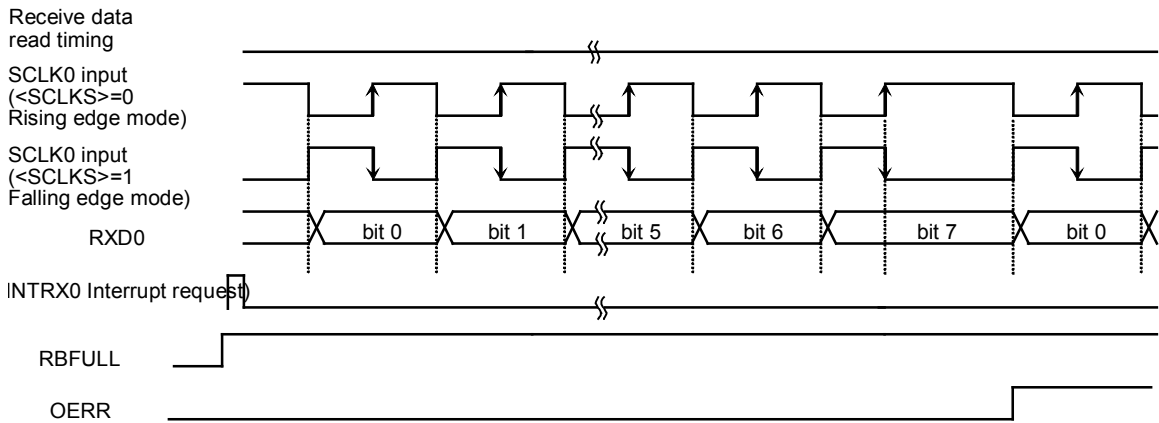 Receive data
read timing
SCLK0 input
(<SCLKS>=0
Rising edge mode)
SCLK0 input
(<SCLKS>=1
Falling edge mode)
RXD0
bit 0
bit 1
bit 5
bit 6
bit 7
bit 0
INTRX0 Interrupt request)
RBFULL
OERR